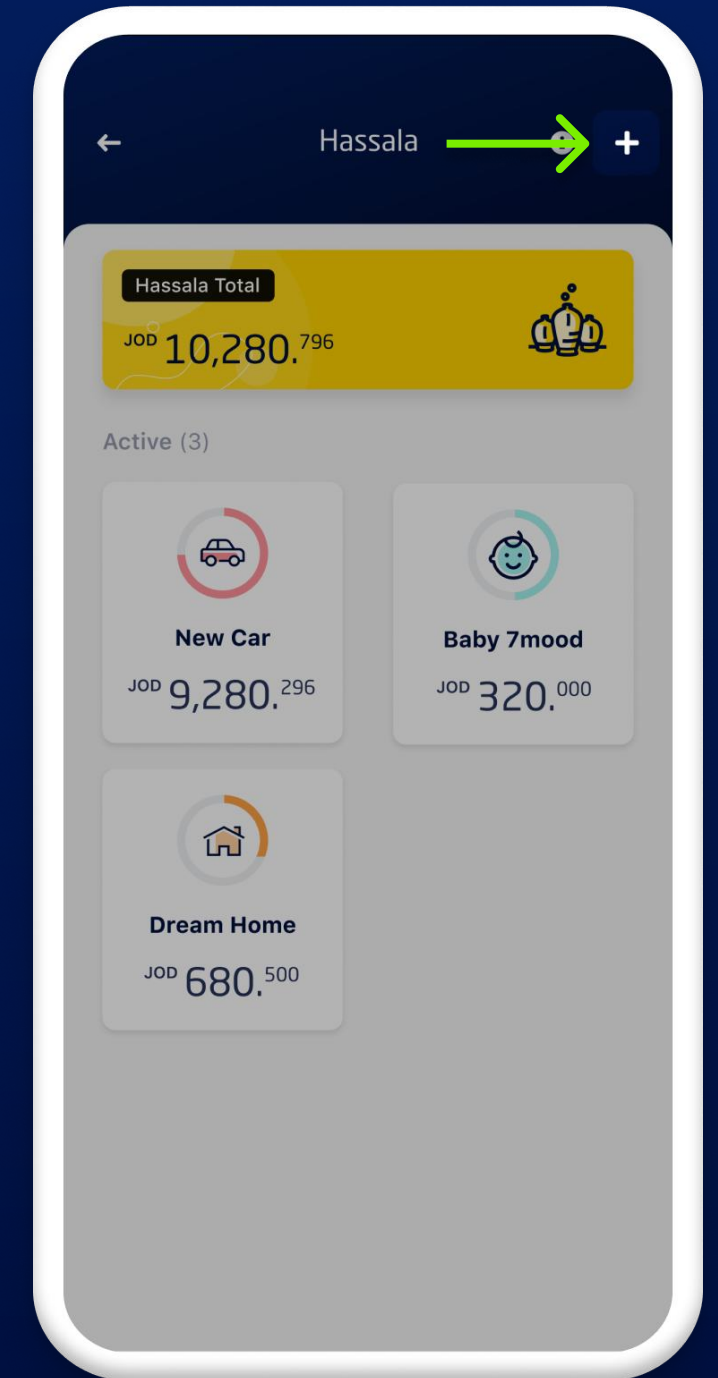 Hassala
Hassala Total
JOD 10,280.796
Active (3)
New Car
JOD 9,280.296
Baby 7mood
JOD 320.000
Dream Home
JOD 680.500